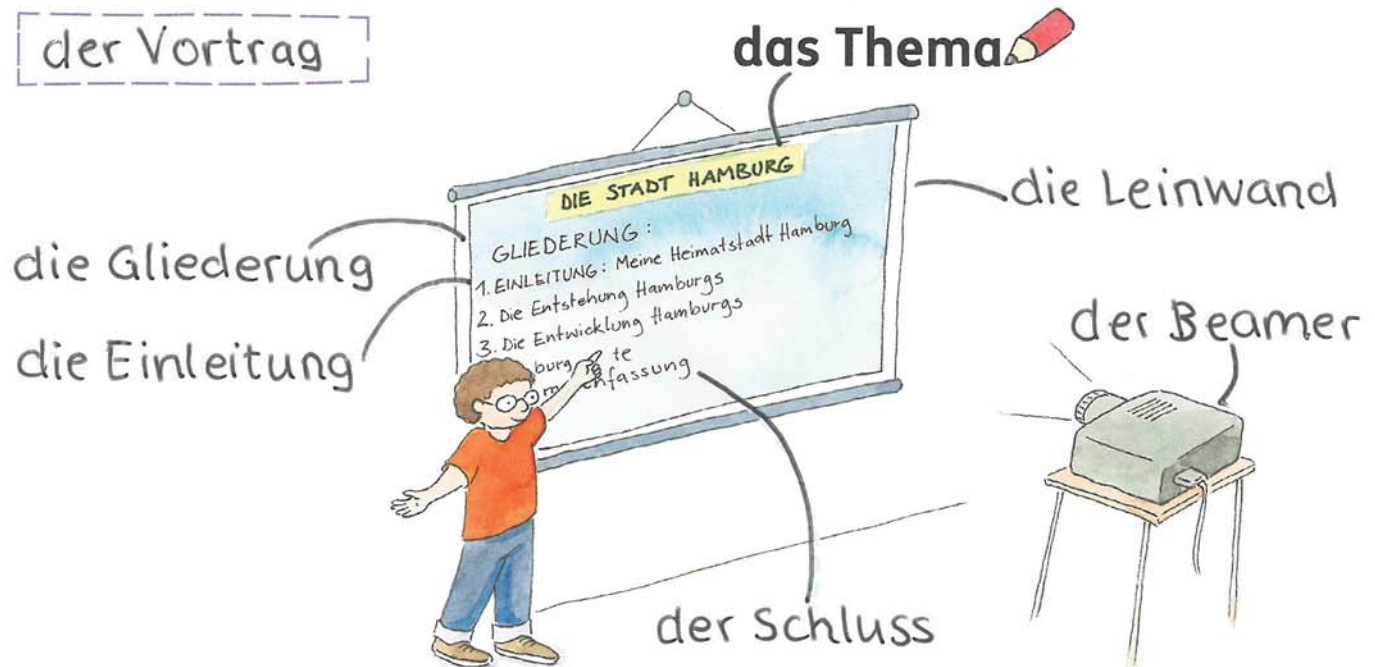 der Vortrag
das Thema
DIE STADT HAMBURG
die Leinwand
GLIEDERUNG:
1. EINLEITUNG: Meine Heimatstadt Hamburg
2. Die Entstehung Hamburgs
3. Die Entwicklung Hamburgs
die Gliederung
die Einleitung
der Beamer
der Schluss